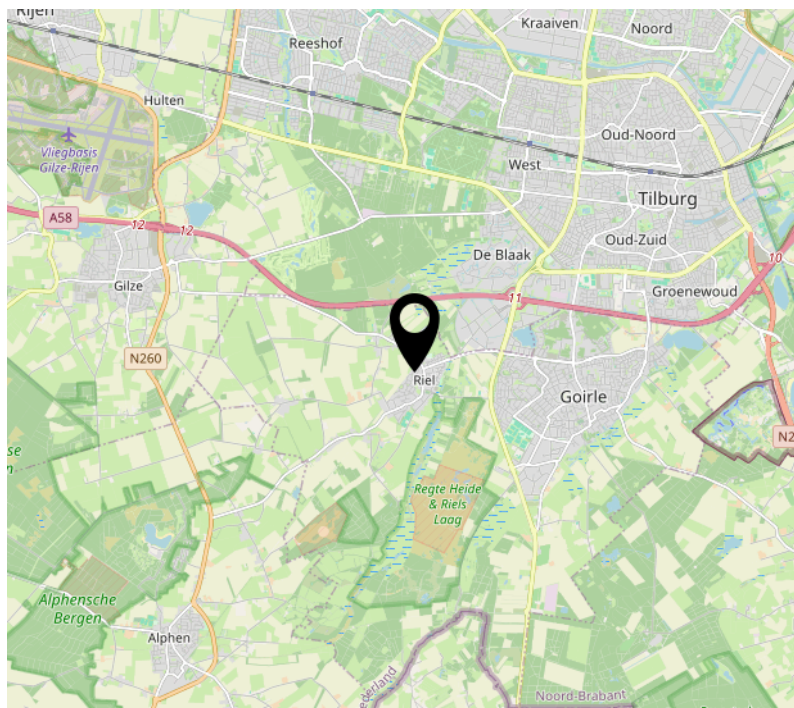 Rijen
Kraaiven
Noord
Reeshof
Hulten
Oud-Noord
Vliegbasis
Gilze-Rijen
West
Tilburg
A58
12
12
De Blaak
Oud-Zuid
10
Gilze
Groenewoud
11
N260
Riel
Goirle
Regte Heide
& Riels
Laag
Alphensche
Bergen
Alphen
Noord-Brabant